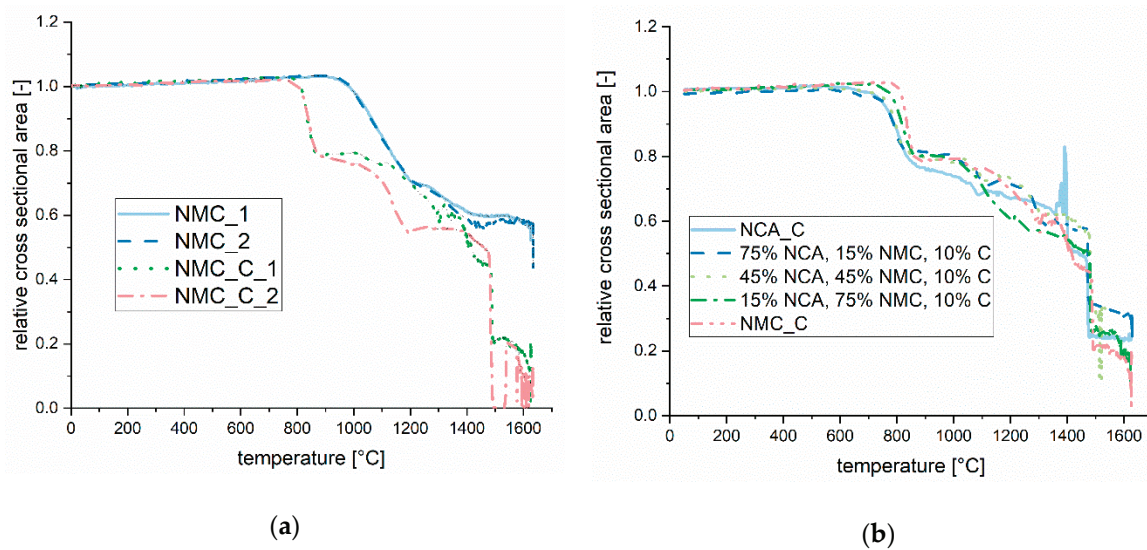 1.2
1.0
0.8
0.6
0.4
0.2
0.0
relative cross sectional area [-]
NMC_1
NMC_2
NMC_C_1
NMC_C_2
0 200 400 600 800 1000 1200 1400 1600
temperature [°C]
(a)
1.2
1.0
0.8
0.6
0.4
0.2
0.0
relative cross sectional area [-]
NCA_C
75% NCA, 15% NMC, 10% C
45% NCA, 45% NMC, 10% C
15% NCA, 75% NMC, 10% C
NMC_C
0 200 400 600 800 1000 1200 1400 1600
temperature [°C]
(b)